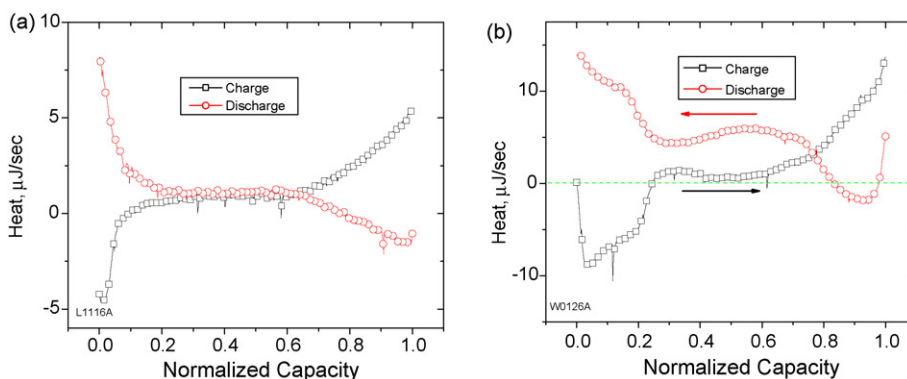 (a)
Heat, μJ/sec
10
5
0
-5
Charge
Discharge
L1116A
0.0 0.2 0.4 0.6 0.8 1.0
Normalized Capacity
(b)
Heat, μJ/sec
10
0
-10
Charge
Discharge
W0126A
0.0 0.2 0.4 0.6 0.8 1.0
Normalized Capacity